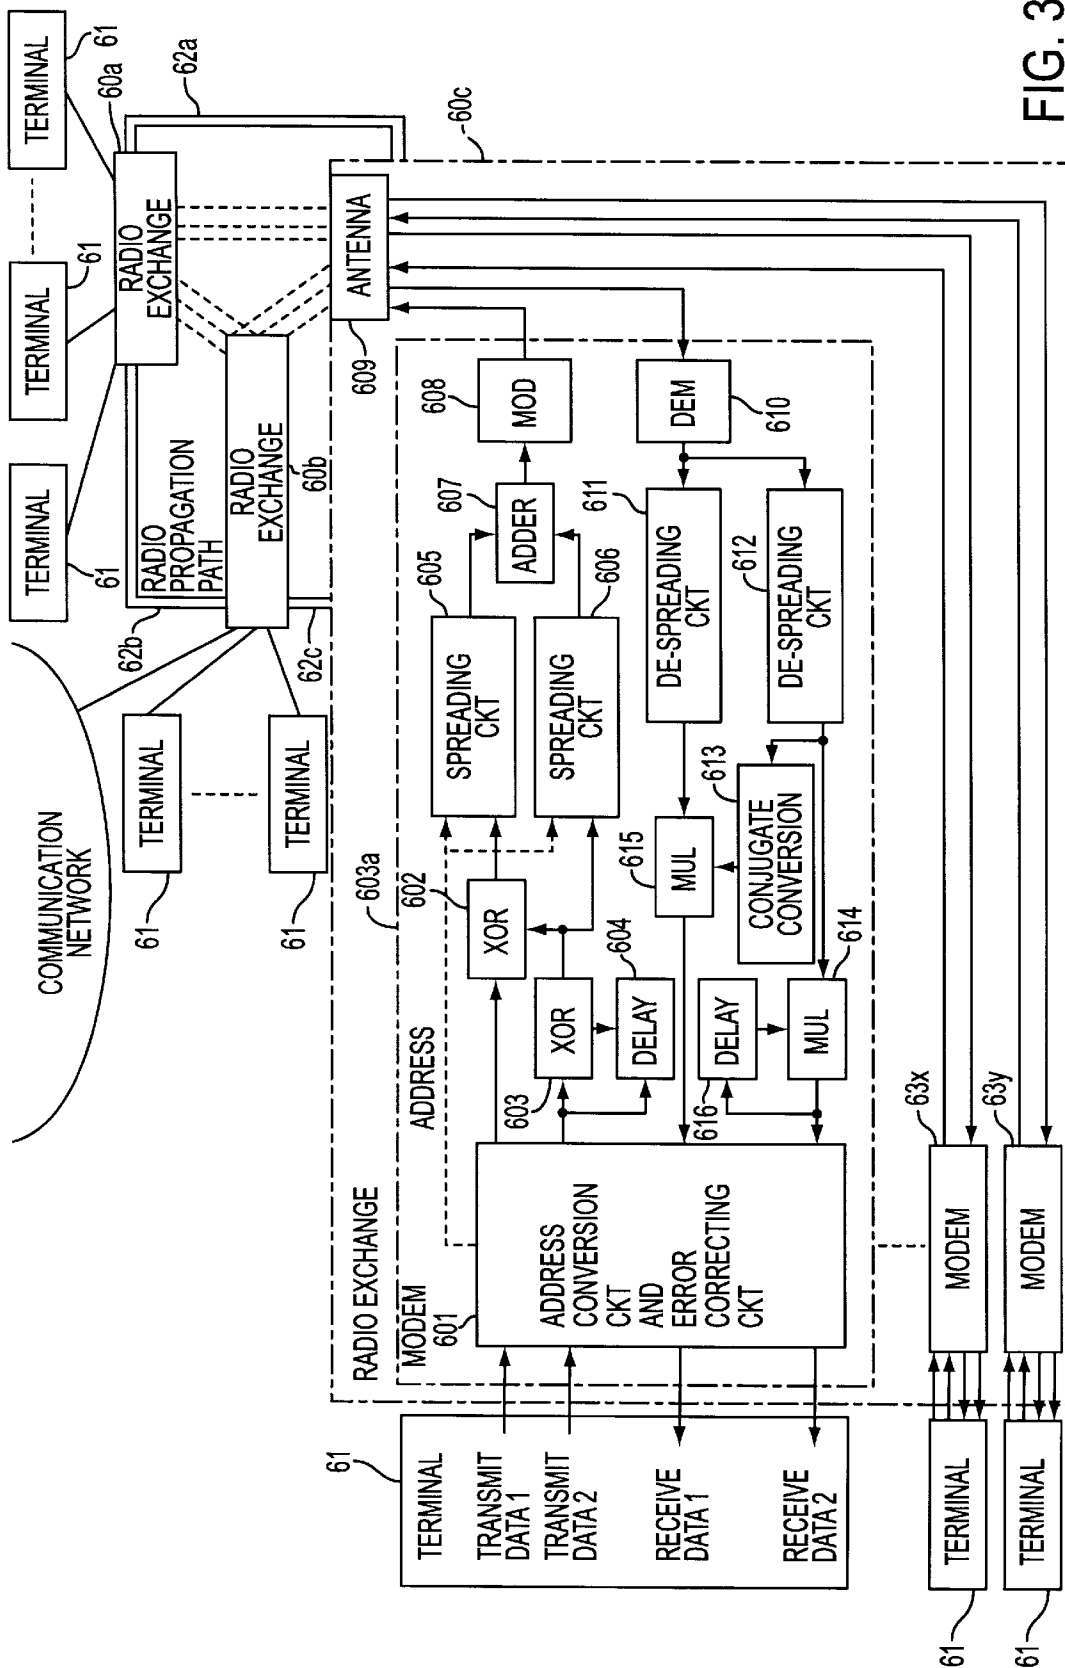 FIG. 3
COMMUNICATION
NETWORK
TERMINAL
61
TERMINAL
61
TERMINAL
61
TERMINAL
61
TERMINAL
61
RADIO
EXCHANGE
60a
62a
RADIO
PROPAGATION
PATH
62b
RADIO
EXCHANGE
60b
62c
60c
RADIO EXCHANGE
ANTENNA
609
MODEM
603a
601
ADDRESS
CONVERSION
CKT
AND
ERROR
CORRECTING
CKT
ADDRESS
XOR
602
XOR
603
DELAY
604
SPREADING
CKT
605
SPREADING
CKT
606
ADDER
607
MOD
608
DEM
610
DE-SPREADING
CKT
611
DE-SPREADING
CKT
612
CONJUGATE
CONVERSION
613
MUL
614
MUL
615
DELAY
616
61
TERMINAL
TRANSMIT
DATA 1
TRANSMIT
DATA 2
RECEIVE
DATA 1
RECEIVE
DATA 2
MODEM
63x
MODEM
63y
TERMINAL
61
TERMINAL
61